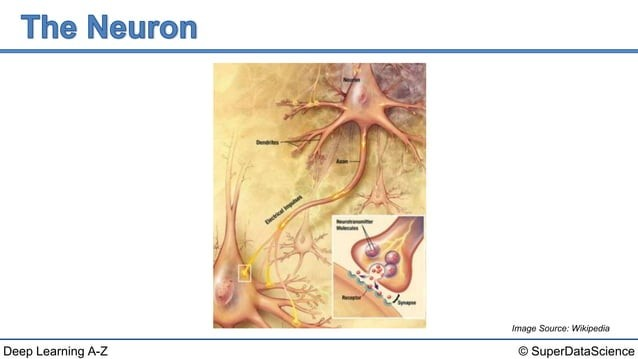 The Neuron
Neuron
Dendrites
Axon
Electrical Impulses
Neurotransmitter
Molecules
Receptor
Synapse
Image Source: Wikipedia
Deep Learning A-Z
© SuperDataScience